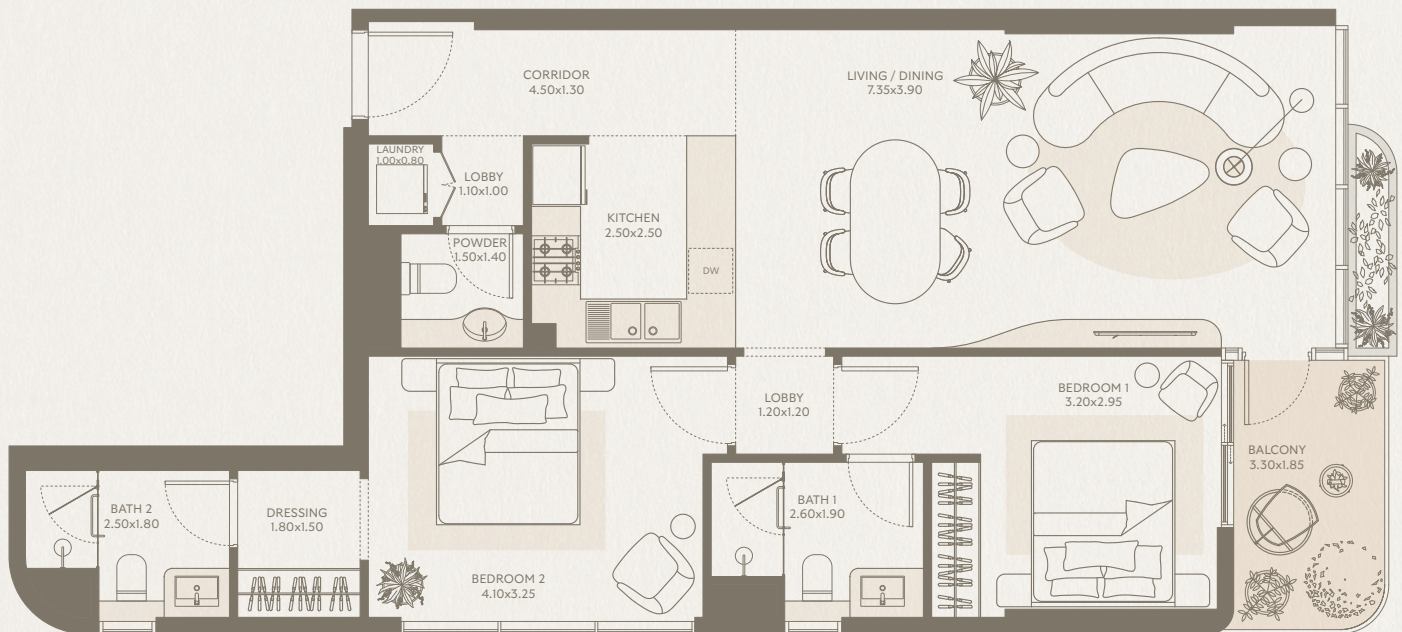 CORRIDOR
4.50x1.30
LIVING / DINING
7.35x3.90
LAUNDRY
1.00x0.80
LOBBY
1.10x1.00
KITCHEN
2.50x2.50
POWDER
1.50x1.40
DW
LOBBY
1.20x1.20
BEDROOM 1
3.20x2.95
BALCONY
3.30x1.85
BATH 2
2.50x1.80
DRESSING
1.80x1.50
BATH 1
2.60x1.90
BEDROOM 2
4.10x3.25